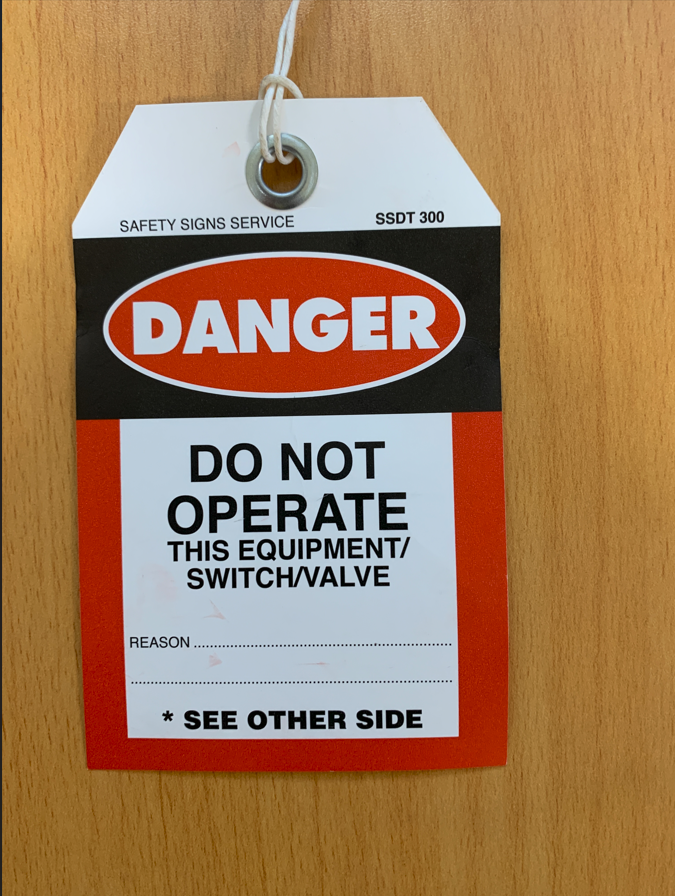 SAFETY SIGNS SERVICE SSDT 300
DANGER
DO NOT
OPERATE
THIS EQUIPMENT/
SWITCH/VALVE
REASON ..........................................................
..........................................................................
* SEE OTHER SIDE